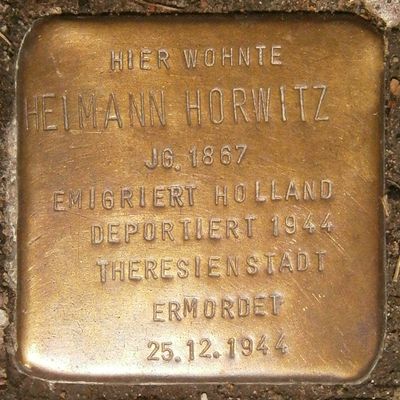 HIER WOHNTE
HEIMANN HORWITZ
JG. 1867
EMIGRIERT HOLLAND
DEPORTIERT 1944
THERESIENSTADT
ERMORDET
25.12.1944